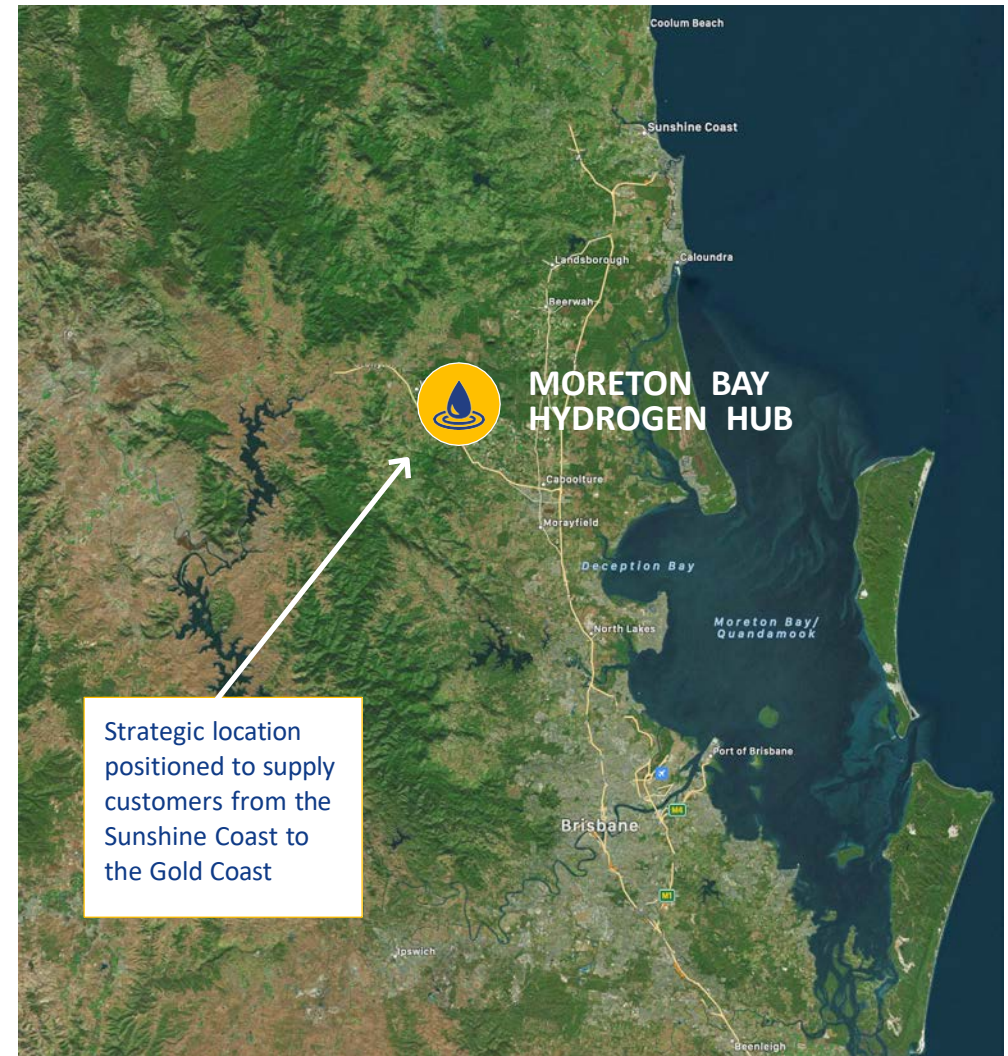 Coolum Beach
Sunshine Coast
Landsborough
Caloundra
Beerwah
re
MORETON BAY
HYDROGEN HUB
Caboolture
Morayfield
Deception Bay
Moreton Bay/
Quandamook
North Lakes
Strategic location
positioned to supply
customers from the
Sunshine Coast to
the Gold Coast
Port of Brisbane
M4
Brisbane
M1
Ipswich
Beenleigh